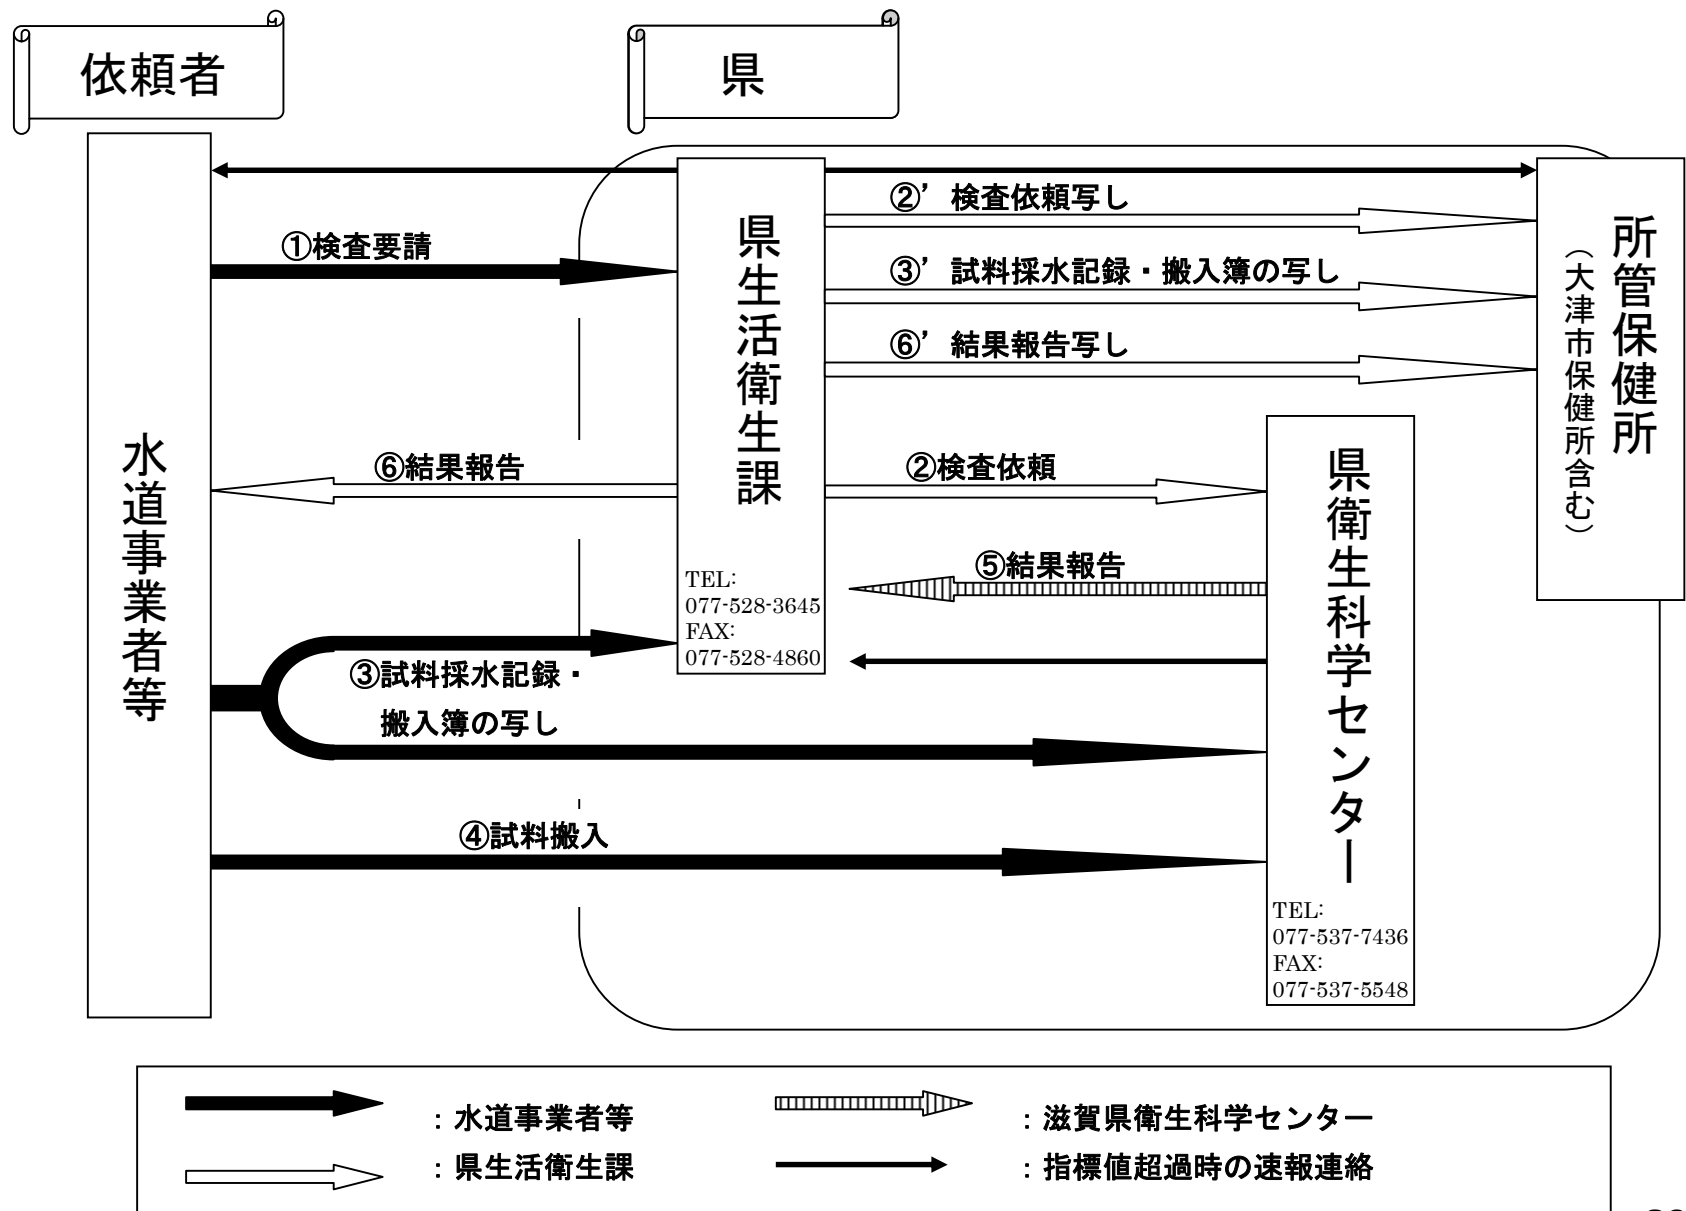 依頼者
県
水道事業者等
県生活衛生課
TEL:
077-528-3645
FAX:
077-528-4860
所管保健所
（大津市保健所含む）
県衛生科学センター
TEL:
077-537-7436
FAX:
077-537-5548
①検査要請
②’検査依頼写し
③’試料採水記録・搬入簿の写し
⑥’結果報告写し
⑥結果報告
②検査依頼
⑤結果報告
③試料採水記録・
搬入簿の写し
④試料搬入
：水道事業者等
：滋賀県衛生科学センター
：県生活衛生課
：指標値超過時の速報連絡